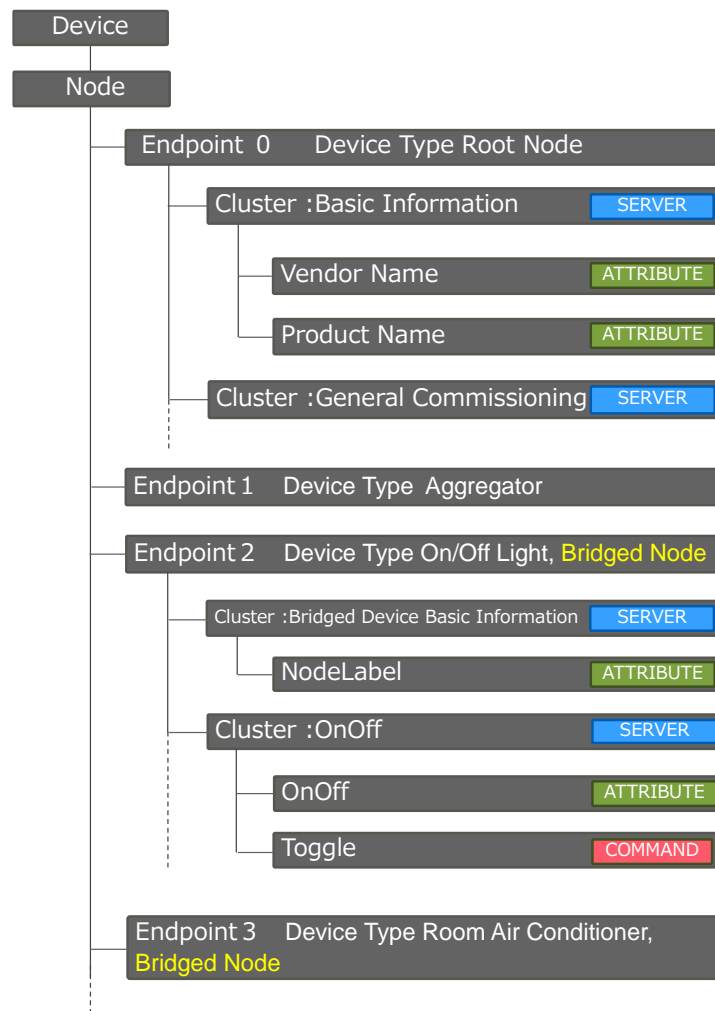 Device
Node
Endpoint 0 Device Type Root Node
Cluster :Basic Information SERVER
Vendor Name ATTRIBUTE
Product Name ATTRIBUTE
Cluster :General Commissioning SERVER
Endpoint 1 Device Type Aggregator
Endpoint 2 Device Type On/Off Light, Bridged Node
Cluster :Bridged Device Basic Information SERVER
NodeLabel ATTRIBUTE
Cluster :OnOff SERVER
OnOff ATTRIBUTE
Toggle COMMAND
Endpoint 3 Device Type Room Air Conditioner,
Bridged Node